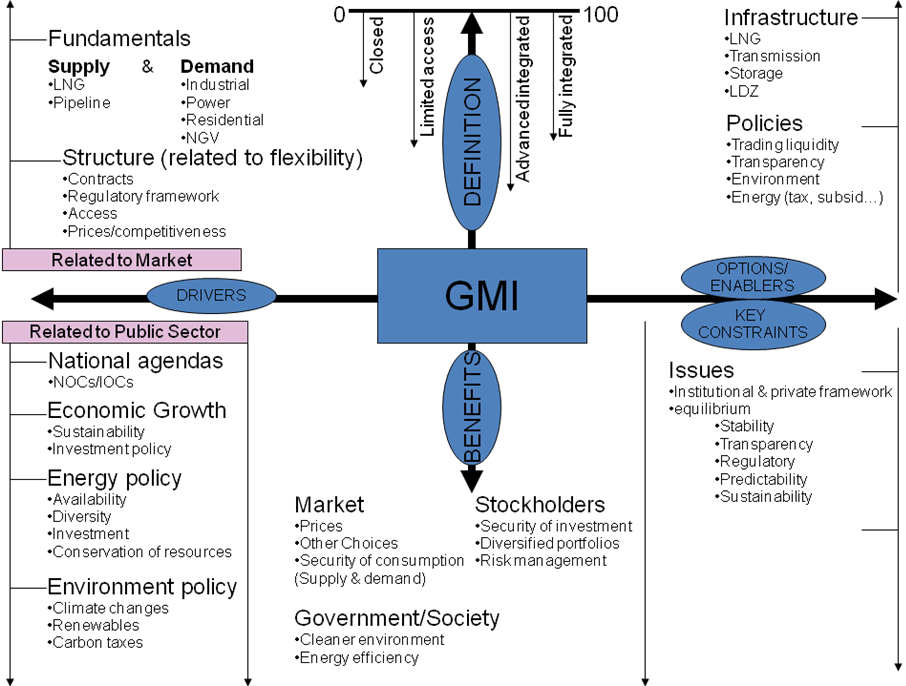 0
100
Closed
Limited access
Advanced integrated
Fully integrated
DEFINITION
Fundamentals
Supply & Demand
•LNG
•Pipeline
•Industrial
•Power
•Residential
•NGV
Structure (related to flexibility)
•Contracts
•Regulatory framework
•Access
•Prices/competitiveness
Related to Market
Infrastructure
•LNG
•Transmission
•Storage
•LDZ
Policies
•Trading liquidity
•Transparency
•Environment
•Energy (tax, subsid…)
DRIVERS
GMI
OPTIONS/
ENABLERS
KEY
CONSTRAINTS
Related to Public Sector
National agendas
•NOCs/IOCs
Economic Growth
•Sustainability
•Investment policy
Energy policy
•Availability
•Diversity
•Investment
•Conservation of resources
Environment policy
•Climate changes
•Renewables
•Carbon taxes
BENEFITS
Market
•Prices
•Other Choices
•Security of consumption
(Supply & demand)
Stockholders
•Security of investment
•Diversified portfolios
•Risk management
Government/Society
•Cleaner environment
•Energy efficiency
Issues
•Institutional & private framework
•equilibrium
•Stability
•Transparency
•Regulatory
•Predictability
•Sustainability